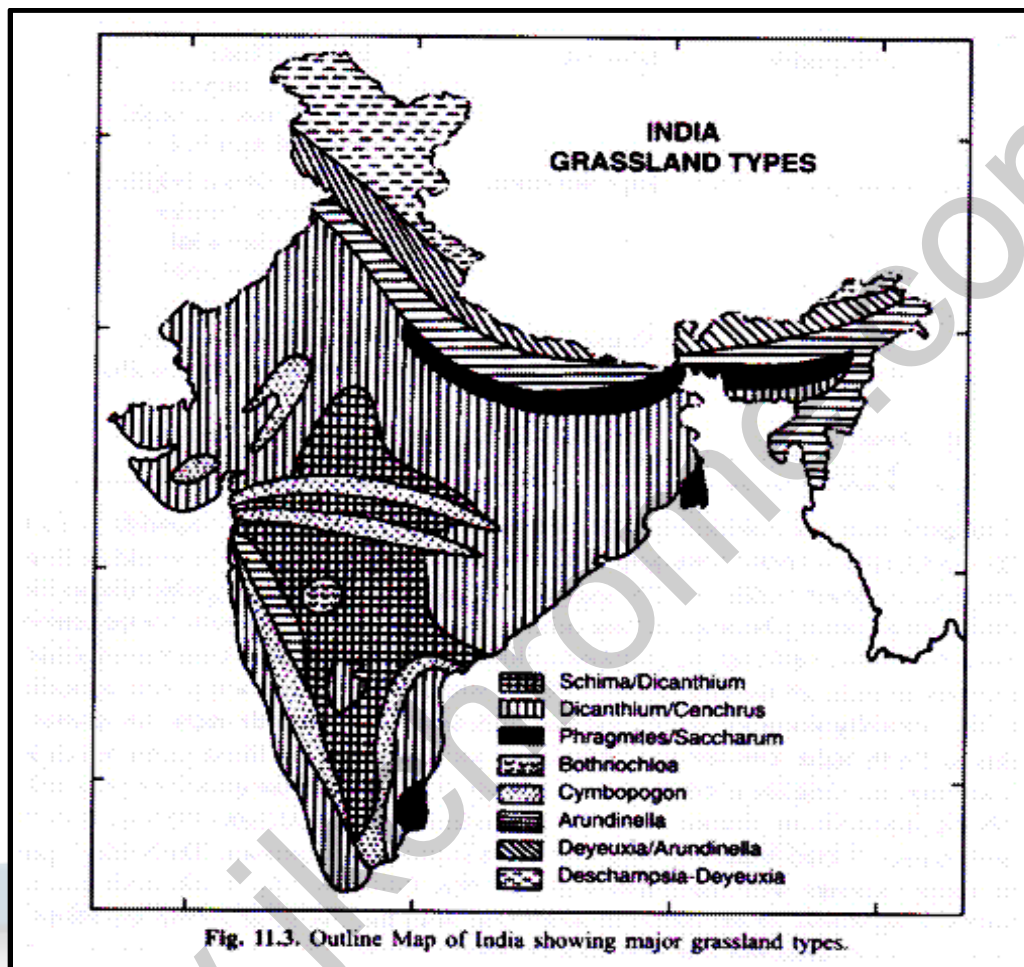 INDIA
GRASSLAND TYPES
Schima/Dicanthium
Dicanthium/Cenchrus
Phragmites/Saccharum
Bothriochloa
Cymbopogon
Arundinella
Deyeuxia/Arundinella
Deschampsia-Deyeuxia
Fig. 11.3. Outline Map of India showing major grassland types.